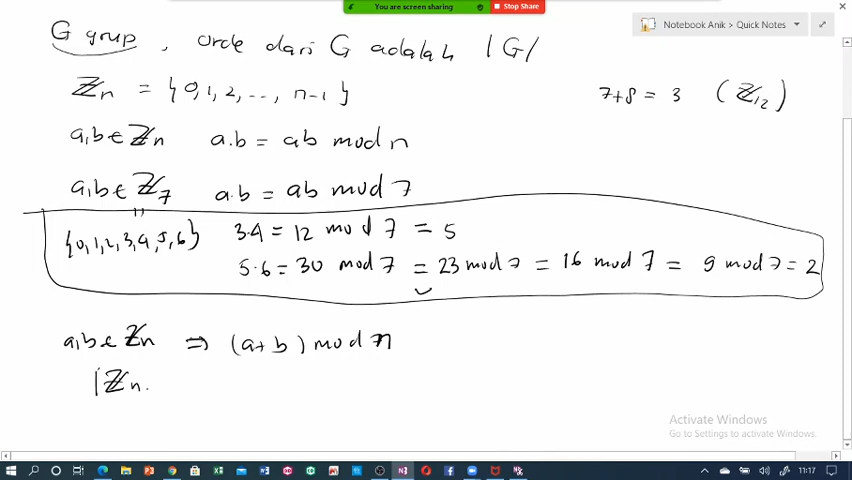 You are screen sharing Stop Share
Notebook Anik > Quick Notes
G grup, orde dari G adalah |G|
ℤn = {0,1,2,...,n-1}
7+8 = 3 (ℤ12)
a,b ∈ ℤn a.b = ab mod n
a,b ∈ ℤ7 a.b = ab mod 7
{0,1,2,3,4,5,6} 3.4 = 12 mod 7 = 5
5.6 = 30 mod 7 = 23 mod 7 = 16 mod 7 = 9 mod 7 = 2
a,b ∈ ℤn ⇒ (a+b) mod n
|ℤn.
Activate Windows
Go to Settings to activate Windows.
11:17